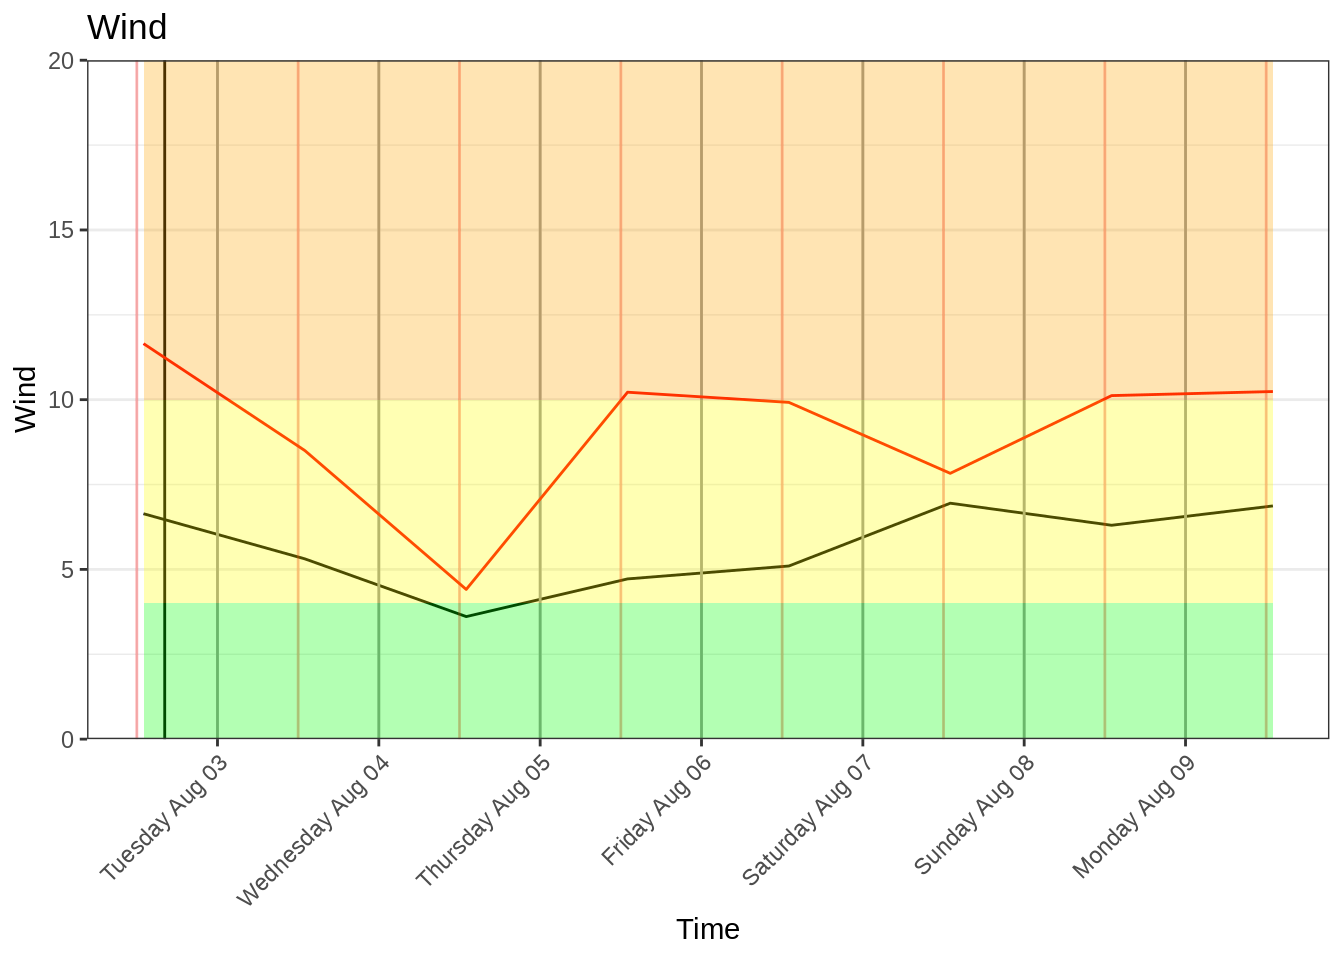 Wind
Wind
20
15
10
5
0
Tuesday Aug 03
Wednesday Aug 04
Thursday Aug 05
Friday Aug 06
Saturday Aug 07
Sunday Aug 08
Monday Aug 09
Time